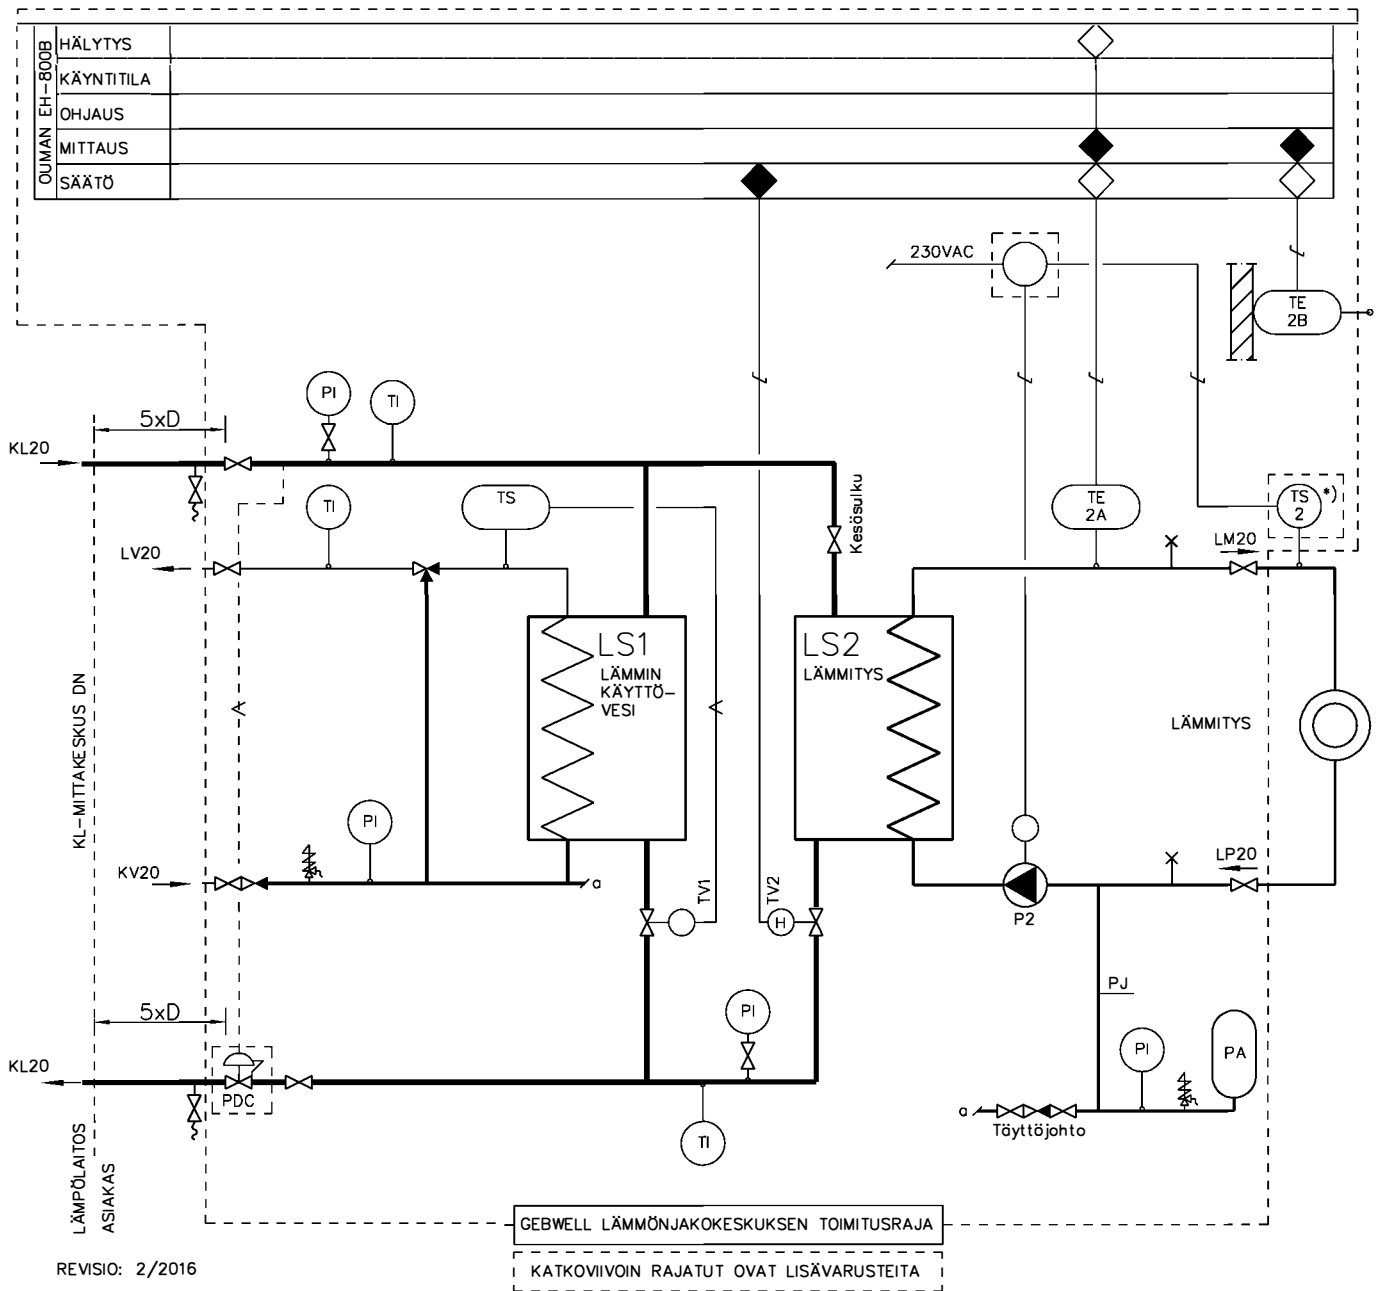 OUMAN EH-800B
HÄLYTYS
KÄYNTITILA
OHJAUS
MITTAUS
SÄÄTÖ
230VAC
TE
2B
PI
TI
5xD
KL20
TI
TS
TE
2A
TS
2
*)
Kesäsulku
LV20
LM20
LS1
LÄMMIN
KÄYTTÖ-
VESI
LS2
LÄMMITYS
LÄMMITYS
KL-MITTAKESKUS DN
PI
KV20
a
TV1
TV2
H
P2
LP20
PJ
5xD
PI
PI
PA
KL20
PDC
TI
a
Täyttöjohto
LÄMPÖLAITOS
ASIAKAS
GEBWELL LÄMMÖNJAKOKESKUKSEN TOIMITUSRAJA
REVISIO: 2/2016
KATKOVIIVOIN RAJATUT OVAT LISÄVARUSTEITA